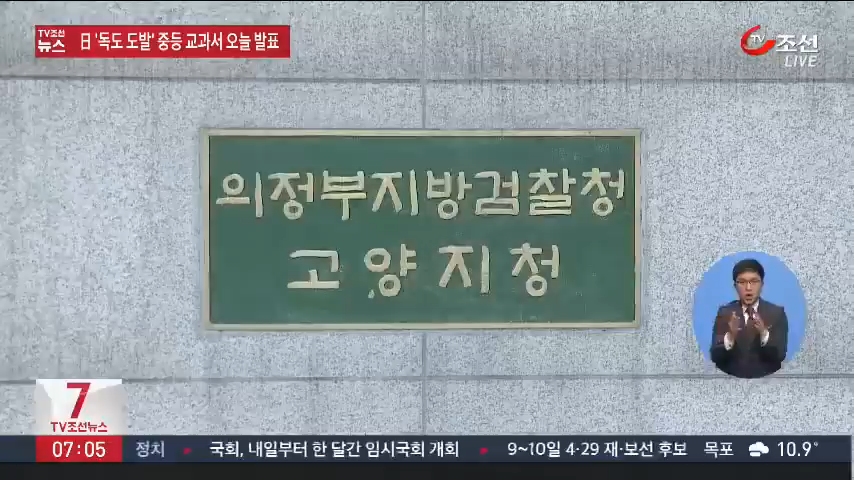 TV조선
뉴스
日 '독도 도발' 중등 교과서 오늘 발표
TV조선
LIVE
의정부지방검찰청
고양지청
7
TV조선뉴스
07:05 정치 국회, 내일부터 한 달간 임시국회 개회 9~10일 4·29 재·보선 후보 목포 10.9°